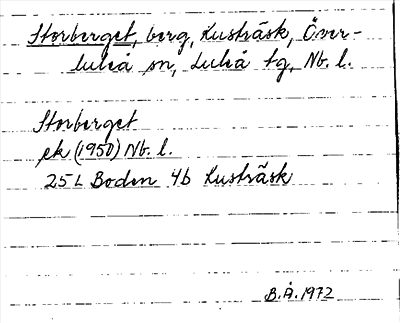 Storberget, berg, Kusträsk, Över-
luleå sn, Luleå tg, Nb. l.
Storberget
ek (1950) Nb. l.
25 L Boden 4b Kusträsk
B.Å. 1972